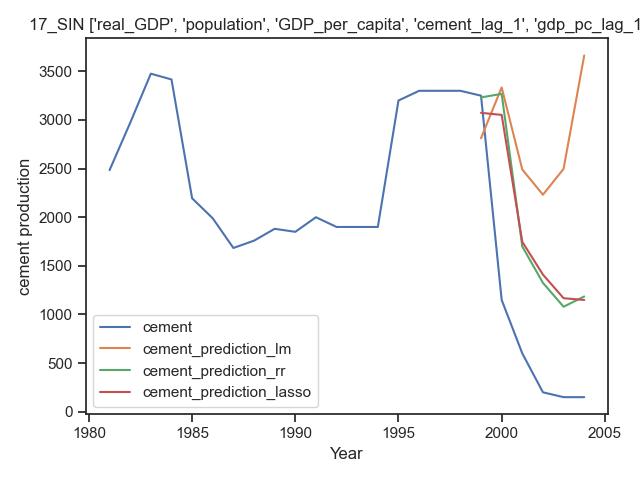 17_SIN ['real_GDP', 'population', 'GDP_per_capita', 'cement_lag_1', 'gdp_pc_lag_1
cement production
3500
3000
2500
2000
1500
1000
500
0
cement
cement_prediction_lm
cement_prediction_rr
cement_prediction_lasso
1980 1985 1990 1995 2000 2005
Year